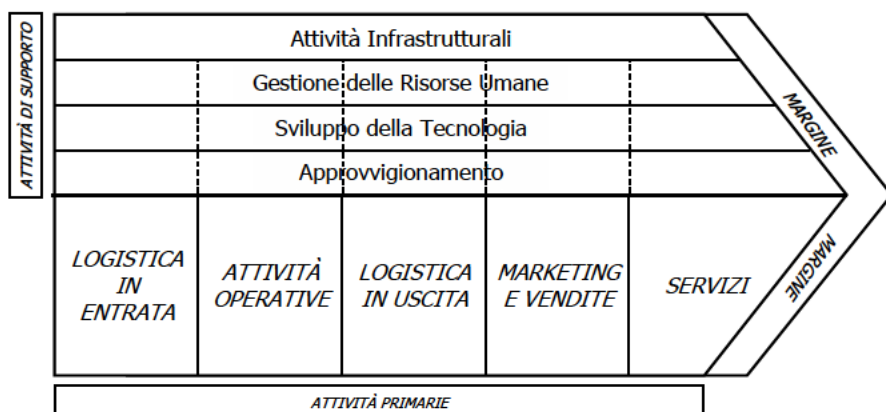 ATTIVITÀ DI SUPPORTO
Attività Infrastrutturali
Gestione delle Risorse Umane
Sviluppo della Tecnologia
Approvvigionamento
MARGINE
LOGISTICA
IN
ENTRATA
ATTIVITÀ
OPERATIVE
LOGISTICA
IN USCITA
MARKETING
E VENDITE
SERVIZI
MARGINE
ATTIVITÀ PRIMARIE